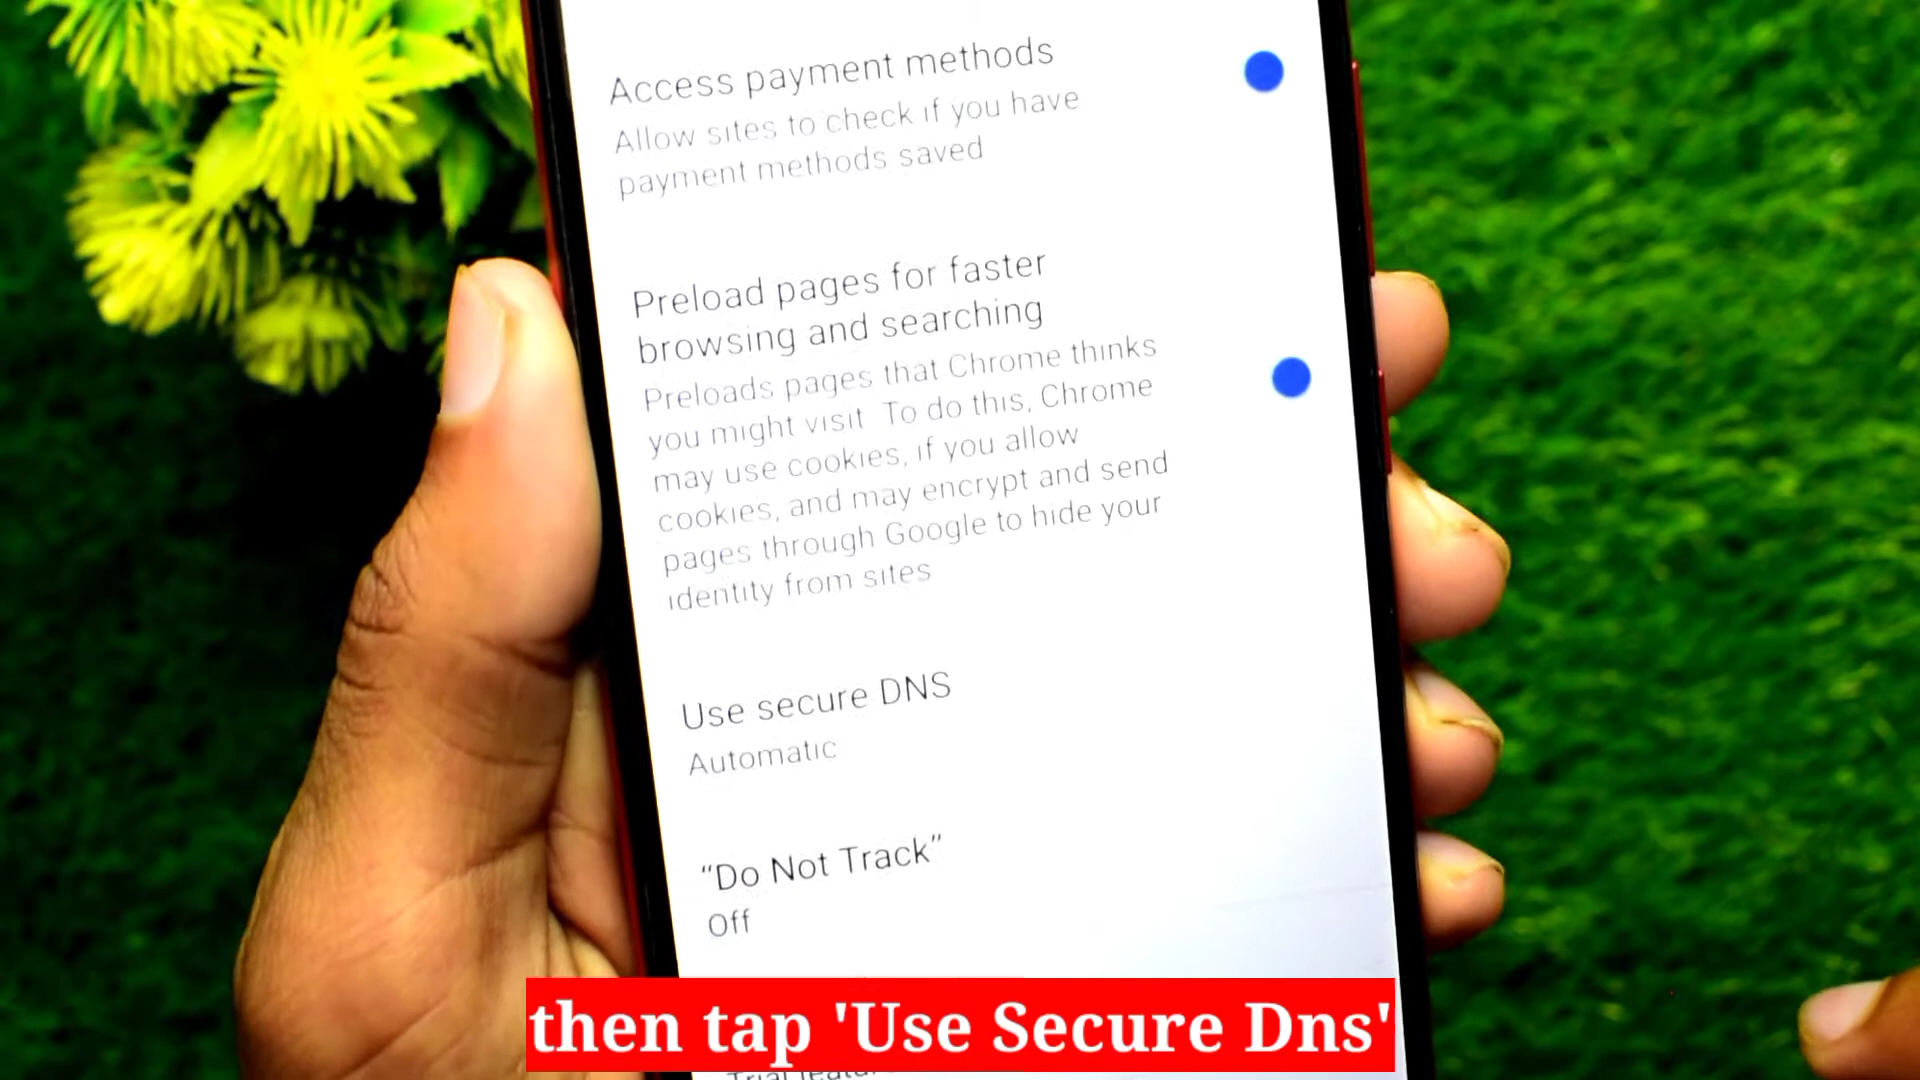 Access payment methods
Allow sites to check if you have
payment methods saved
Preload pages for faster
browsing and searching
Preloads pages that Chrome thinks
you might visit To do this, Chrome
may use cookies, if you allow
cookies, and may encrypt and send
pages through Google to hide your
identity from sites
Use secure DNS
Automatic
“Do Not Track”
Off
then tap 'Use Secure Dns'